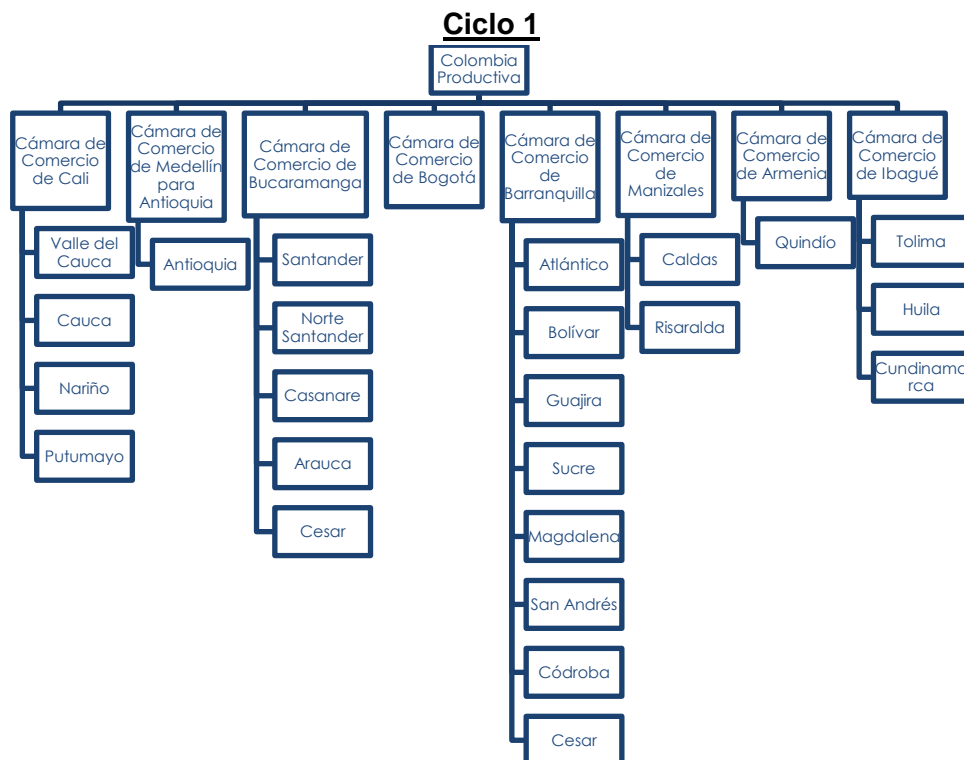 Ciclo 1
Colombia
Productiva
Cámara de
Comercio
de Cali
Valle del
Cauca
Cauca
Nariño
Putumayo
Cámara de
Comercio
de Medellín
para
Antioquia
Antioquia
Cámara de
Comercio de
Bucaramanga
Santander
Norte
Santander
Casanare
Arauca
Cesar
Cámara de
Comercio
de Bogotá
Cámara de
Comercio
de
Barranquilla
Atlántico
Bolívar
Guajira
Sucre
Magdalena
San Andrés
Códroba
Cesar
Cámara de
Comercio
de
Manizales
Caldas
Risaralda
Cámara de
Comercio
de Armenia
Quindío
Cámara de
Comercio
de Ibagué
Tolima
Huila
Cundinama
rca